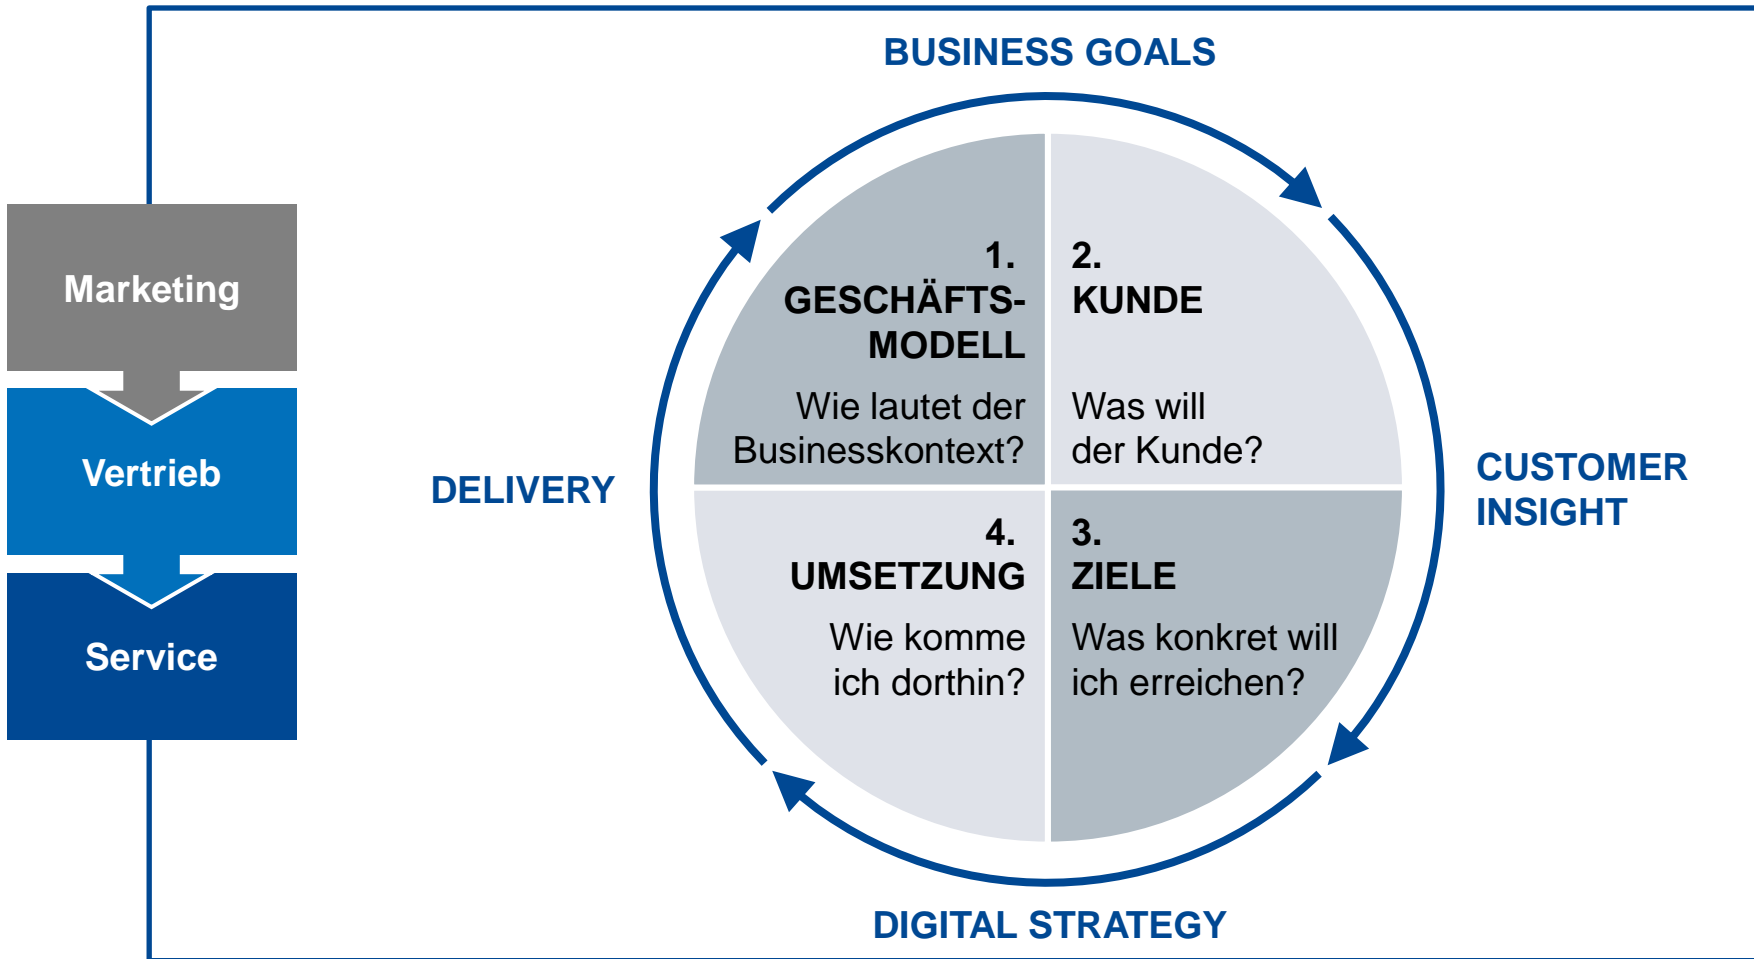 BUSINESS GOALS
Marketing
Vertrieb
Service
1.
GESCHÄFTS-
MODELL
Wie lautet der
Businesskontext?
2.
KUNDE
Was will
der Kunde?
CUSTOMER
INSIGHT
3.
ZIELE
Was konkret will
ich erreichen?
4.
UMSETZUNG
Wie komme
ich dorthin?
DELIVERY
DIGITAL STRATEGY